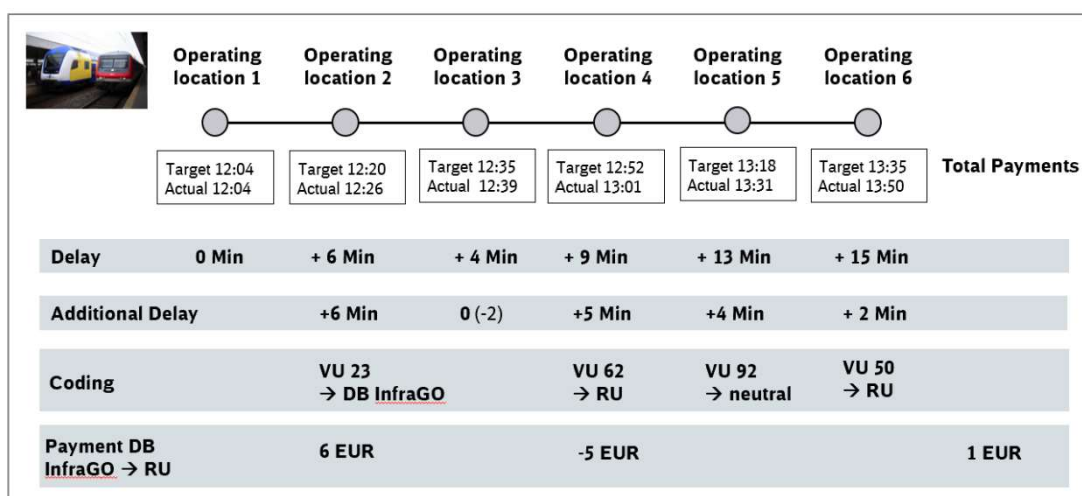 Operating location 1
Operating location 2
Operating location 3
Operating location 4
Operating location 5
Operating location 6
Target 12:04
Actual 12:04
Target 12:20
Actual 12:26
Target 12:35
Actual 12:39
Target 12:52
Actual 13:01
Target 13:18
Actual 13:31
Target 13:35
Actual 13:50
Total Payments
Delay 0 Min + 6 Min + 4 Min + 9 Min + 13 Min + 15 Min
Additional Delay +6 Min 0 (-2) +5 Min +4 Min + 2 Min
Coding
VU 23
→ DB InfraGO
VU 62
→ RU
VU 92
→ neutral
VU 50
→ RU
Payment DB
InfraGO → RU
6 EUR -5 EUR 1 EUR